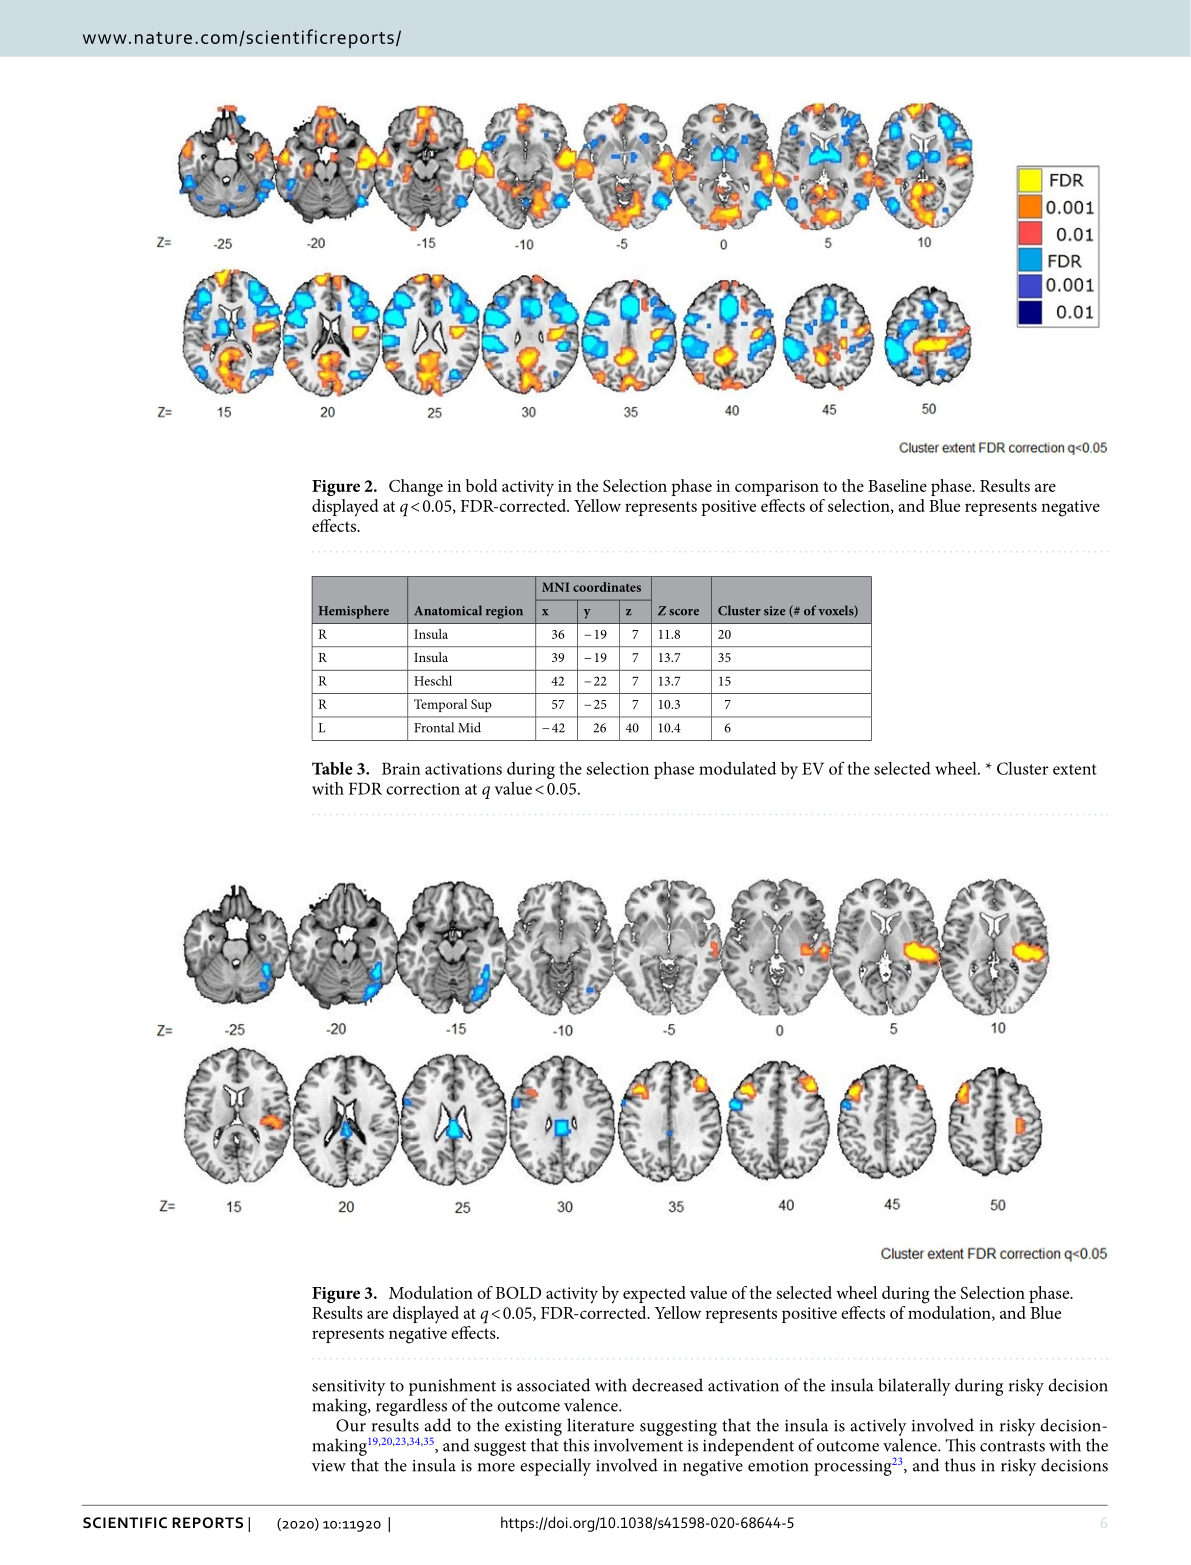 www.nature.com/scientificreports/
Z= -25 -20 -15 -10 -5 0 5 10
FDR
0.001
0.01
FDR
0.001
0.01
Z= 15 20 25 30 35 40 45 50
Cluster extent FDR correction q<0.05
Figure 2. Change in bold activity in the Selection phase in comparison to the Baseline phase. Results are
displayed at q < 0.05, FDR-corrected. Yellow represents positive effects of selection, and Blue represents negative
effects.
MNI coordinates
Hemisphere Anatomical region x y z Z score Cluster size (# of voxels)
R Insula 36 −19 7 11.8 20
R Insula 39 −19 7 13.7 35
R Heschl 42 −22 7 13.7 15
R Temporal Sup 57 −25 7 10.3 7
L Frontal Mid −42 26 40 10.4 6
Table 3. Brain activations during the selection phase modulated by EV of the selected wheel. * Cluster extent
with FDR correction at q value < 0.05.
Z= -25 -20 -15 -10 -5 0 5 10
Z= 15 20 25 30 35 40 45 50
Cluster extent FDR correction q<0.05
Figure 3. Modulation of BOLD activity by expected value of the selected wheel during the Selection phase.
Results are displayed at q < 0.05, FDR-corrected. Yellow represents positive effects of modulation, and Blue
represents negative effects.
sensitivity to punishment is associated with decreased activation of the insula bilaterally during risky decision
making, regardless of the outcome valence.
Our results add to the existing literature suggesting that the insula is actively involved in risky decision-
making19,20,23,34,35, and suggest that this involvement is independent of outcome valence. This contrasts with the
view that the insula is more especially involved in negative emotion processing23, and thus in risky decisions
SCIENTIFIC REPORTS | (2020) 10:11920 | https://doi.org/10.1038/s41598-020-68644-5 6